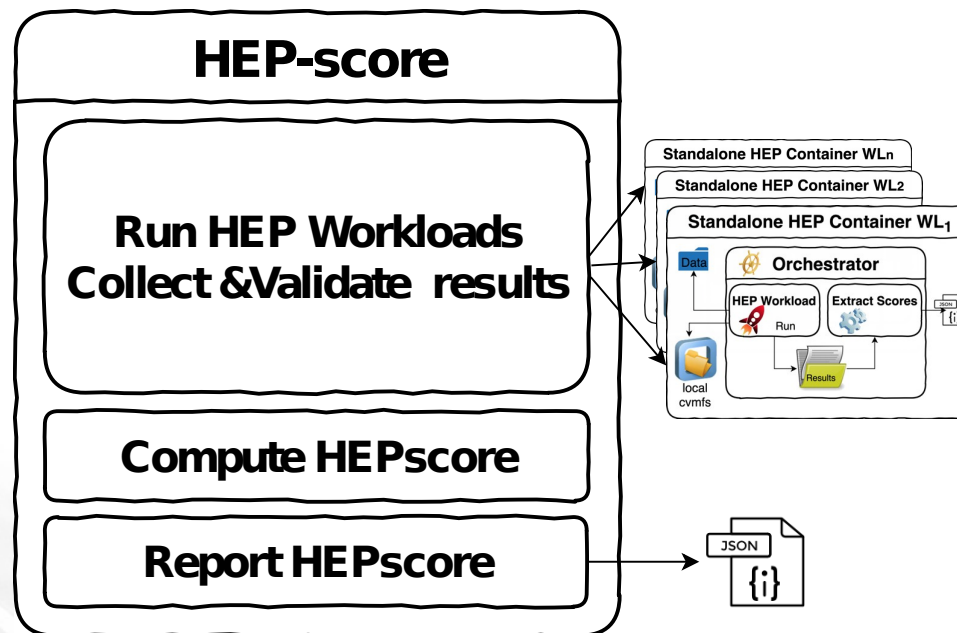 HEP-score
Run HEP Workloads
Collect &Validate results
Compute HEPscore
Report HEPscore
Standalone HEP Container WLn
Standalone HEP Container WL2
Standalone HEP Container WL1
Data
Orchestrator
HEP Workload
Run
Extract Scores
Results
local
cvmfs
JSON
{i
JSON
{i}